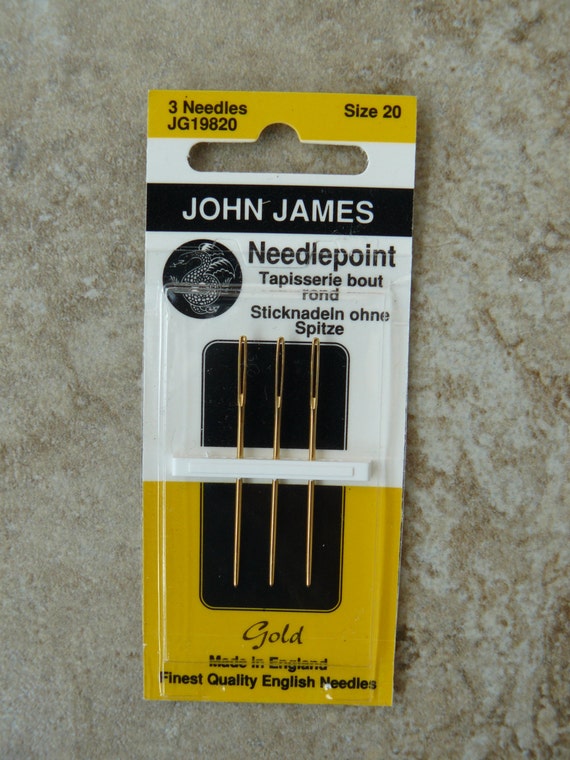 3 Needles Size 20
JG19820
JOHN JAMES
Needlepoint
Tapisserie bout
rond
Sticknadeln ohne
Spitze
Gold
Made in England
Finest Quality English Needles